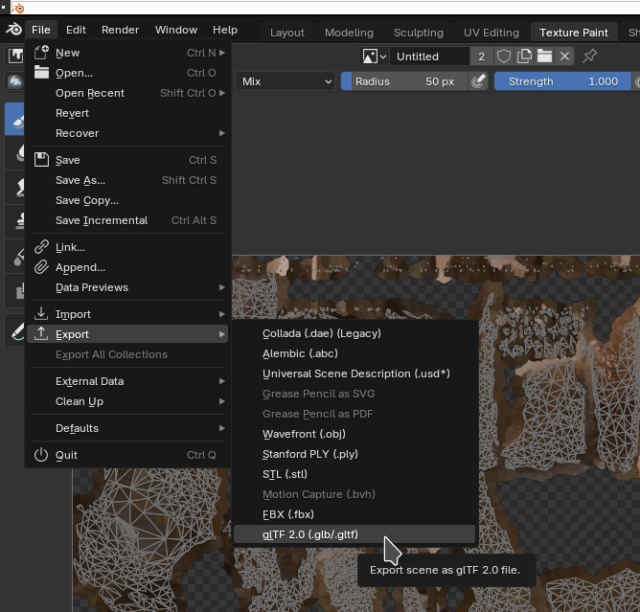 File Edit Render Window Help Layout Modeling Sculpting UV Editing Texture Paint
Untitled 2
Mix Radius 50 px Strength 1.000
New Ctrl N
Open... Ctrl O
Open Recent Shift Ctrl O
Revert
Recover
Save Ctrl S
Save As... Shift Ctrl S
Save Copy...
Save Incremental Ctrl Alt S
Link...
Append...
Data Previews
Import
Export
Export All Collections
External Data
Clean Up
Defaults
Quit Ctrl Q
Collada (.dae) (Legacy)
Alembic (.abc)
Universal Scene Description (.usd*)
Grease Pencil as SVG
Grease Pencil as PDF
Wavefront (.obj)
Stanford PLY (.ply)
STL (.stl)
Motion Capture (.bvh)
FBX (.fbx)
glTF 2.0 (.glb/.gltf)
Export scene as glTF 2.0 file.